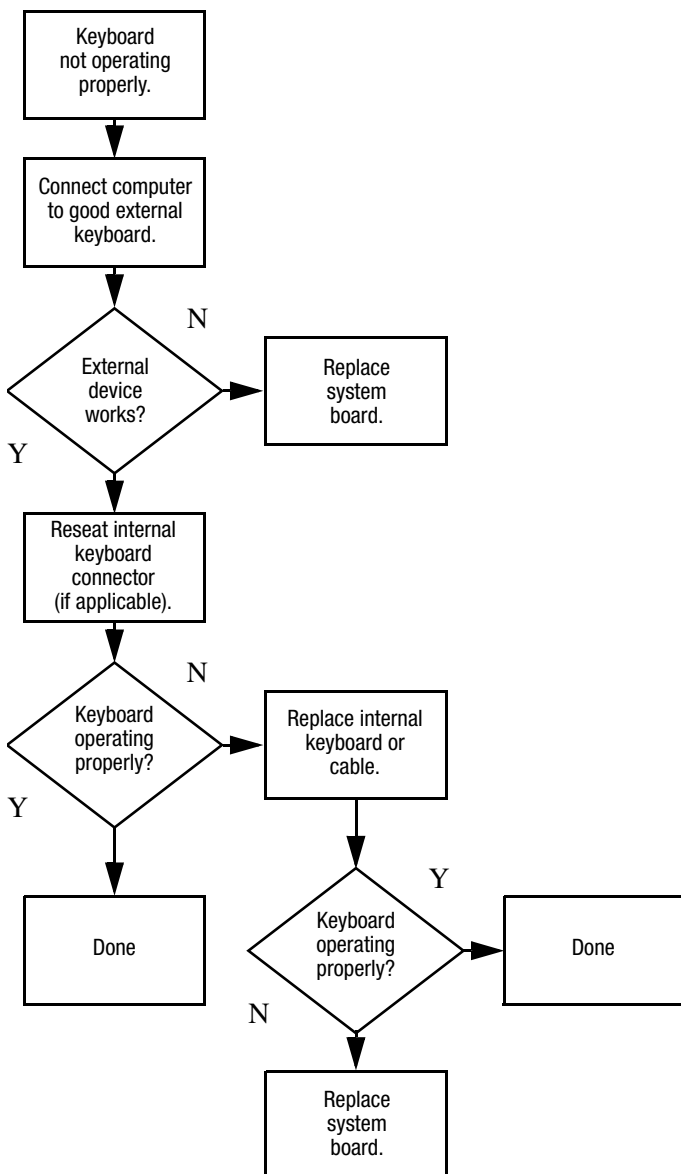 Keyboard
not operating
properly.
Connect computer
to good external
keyboard.
N
External
device
works?
Replace
system
board.
Y
Reseat internal
keyboard
connector
(if applicable).
N
Keyboard
operating
properly?
Replace internal
keyboard or
cable.
Y
Y
Done
Keyboard
operating
properly?
Done
N
Replace
system
board.